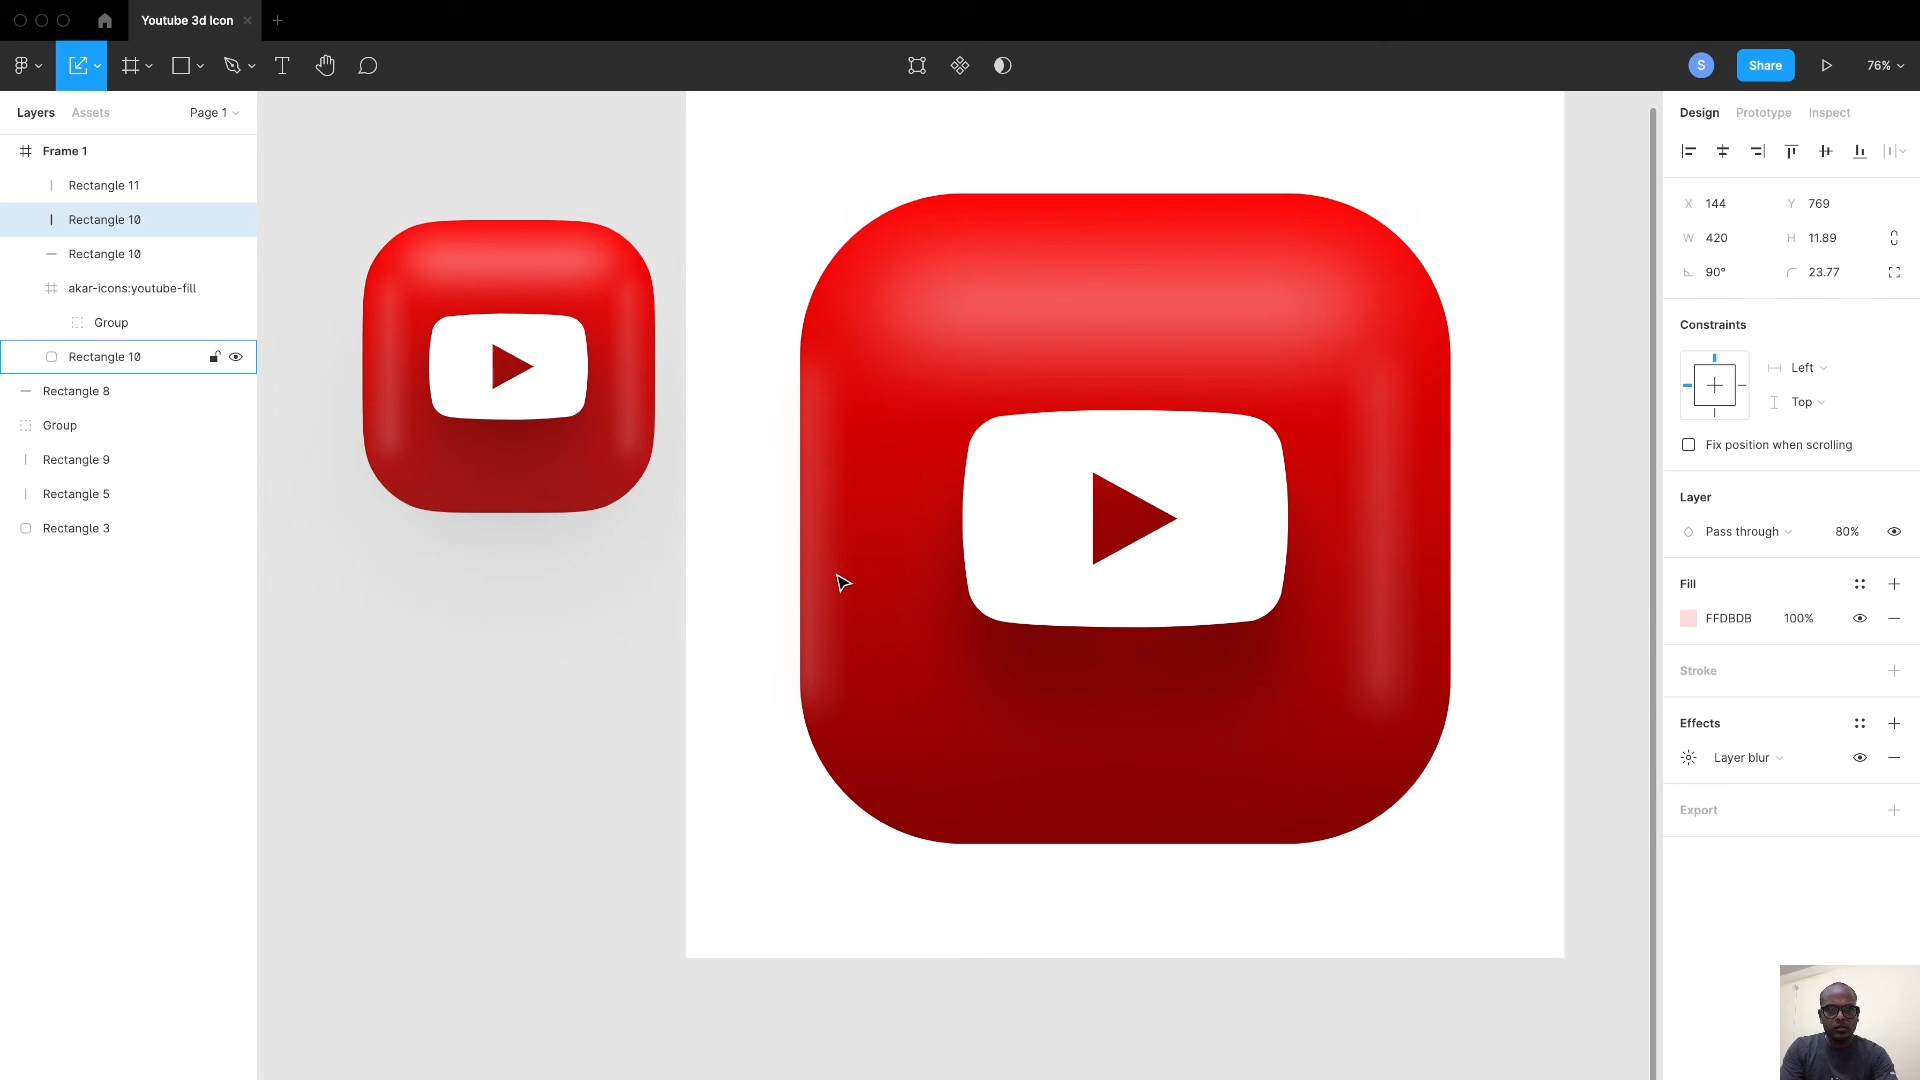 Youtube 3d Icon
Share
76%
S
Layers
Assets
Page 1
Frame 1
Rectangle 11
Rectangle 10
Rectangle 10
akar-icons:youtube-fill
Group
Rectangle 10
Rectangle 8
Group
Rectangle 9
Rectangle 5
Rectangle 3
Design
Prototype
Inspect
X 144 Y 769
W 420 H 11.89
90° 23.77
Constraints
Left
Top
Fix position when scrolling
Layer
Pass through 80%
Fill
FFDBDB 100%
Stroke
Effects
Layer blur
Export